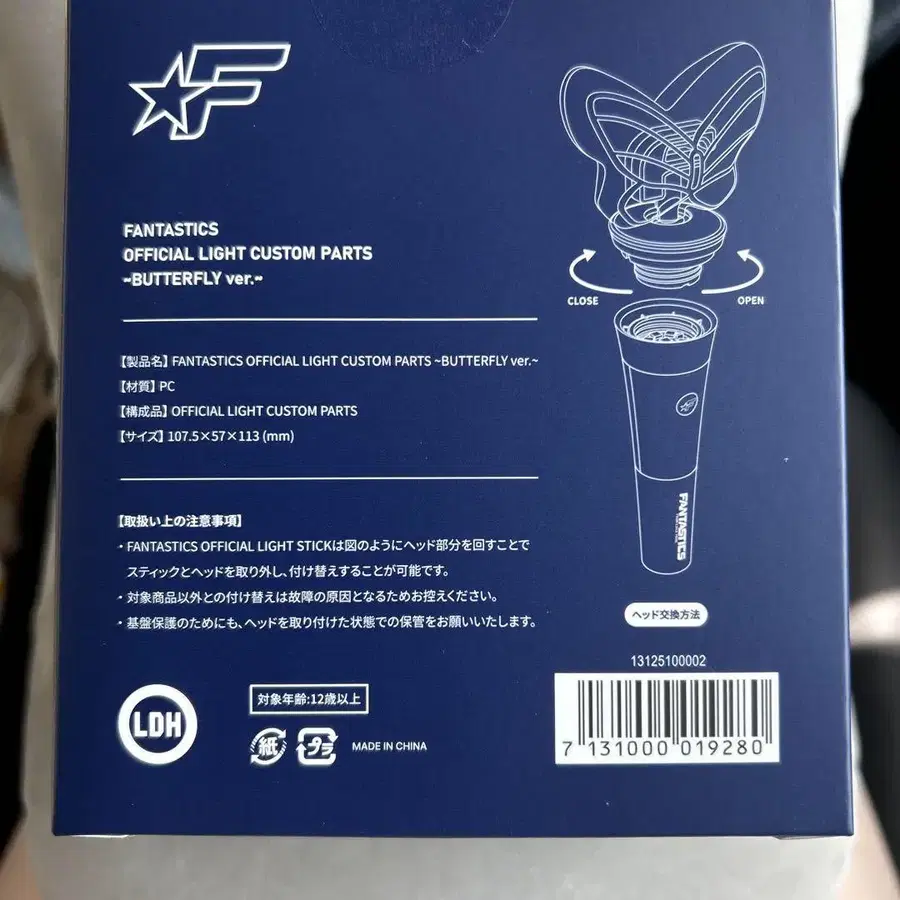 F
FANTASTICS
OFFICIAL LIGHT CUSTOM PARTS
~BUTTERFLY ver.~
【製品名】FANTASTICS OFFICIAL LIGHT CUSTOM PARTS ~BUTTERFLY ver.~
【材質】PC
【構成品】OFFICIAL LIGHT CUSTOM PARTS
【サイズ】107.5×57×113 (mm)
【取扱い上の注意事項】
・FANTASTICS OFFICIAL LIGHT STICKは図のようにヘッド部分を回すことで
スティックとヘッドを取り外し、付け替えすることが可能です。
・対象商品以外との付け替えは故障の原因となるためお控えください。
・基盤保護のためにも、ヘッドを取り付けた状態での保管をお願いいたします。
LDH
対象年齢:12歳以上
紙
プラ
MADE IN CHINA
CLOSE
OPEN
F
FANTASTICS
ヘッド交換方法
13125100002
7 131000 019280